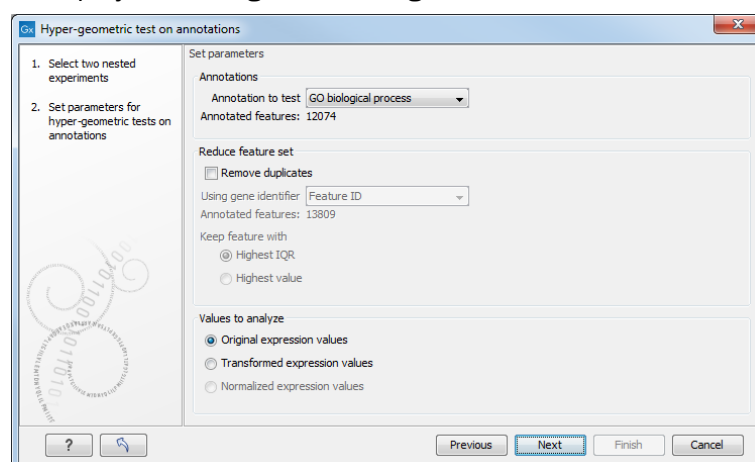 Gx Hyper-geometric test on annotations
1. Select two nested
experiments
2. Set parameters for
hyper-geometric tests on
annotations
Set parameters
Annotations
Annotation to test GO biological process
Annotated features: 12074
Reduce feature set
Remove duplicates
Using gene identifier Feature ID
Annotated features: 13809
Keep feature with
Highest IQR
Highest value
Values to analyze
Original expression values
Transformed expression values
Normalized expression values
? Previous Next Finish Cancel